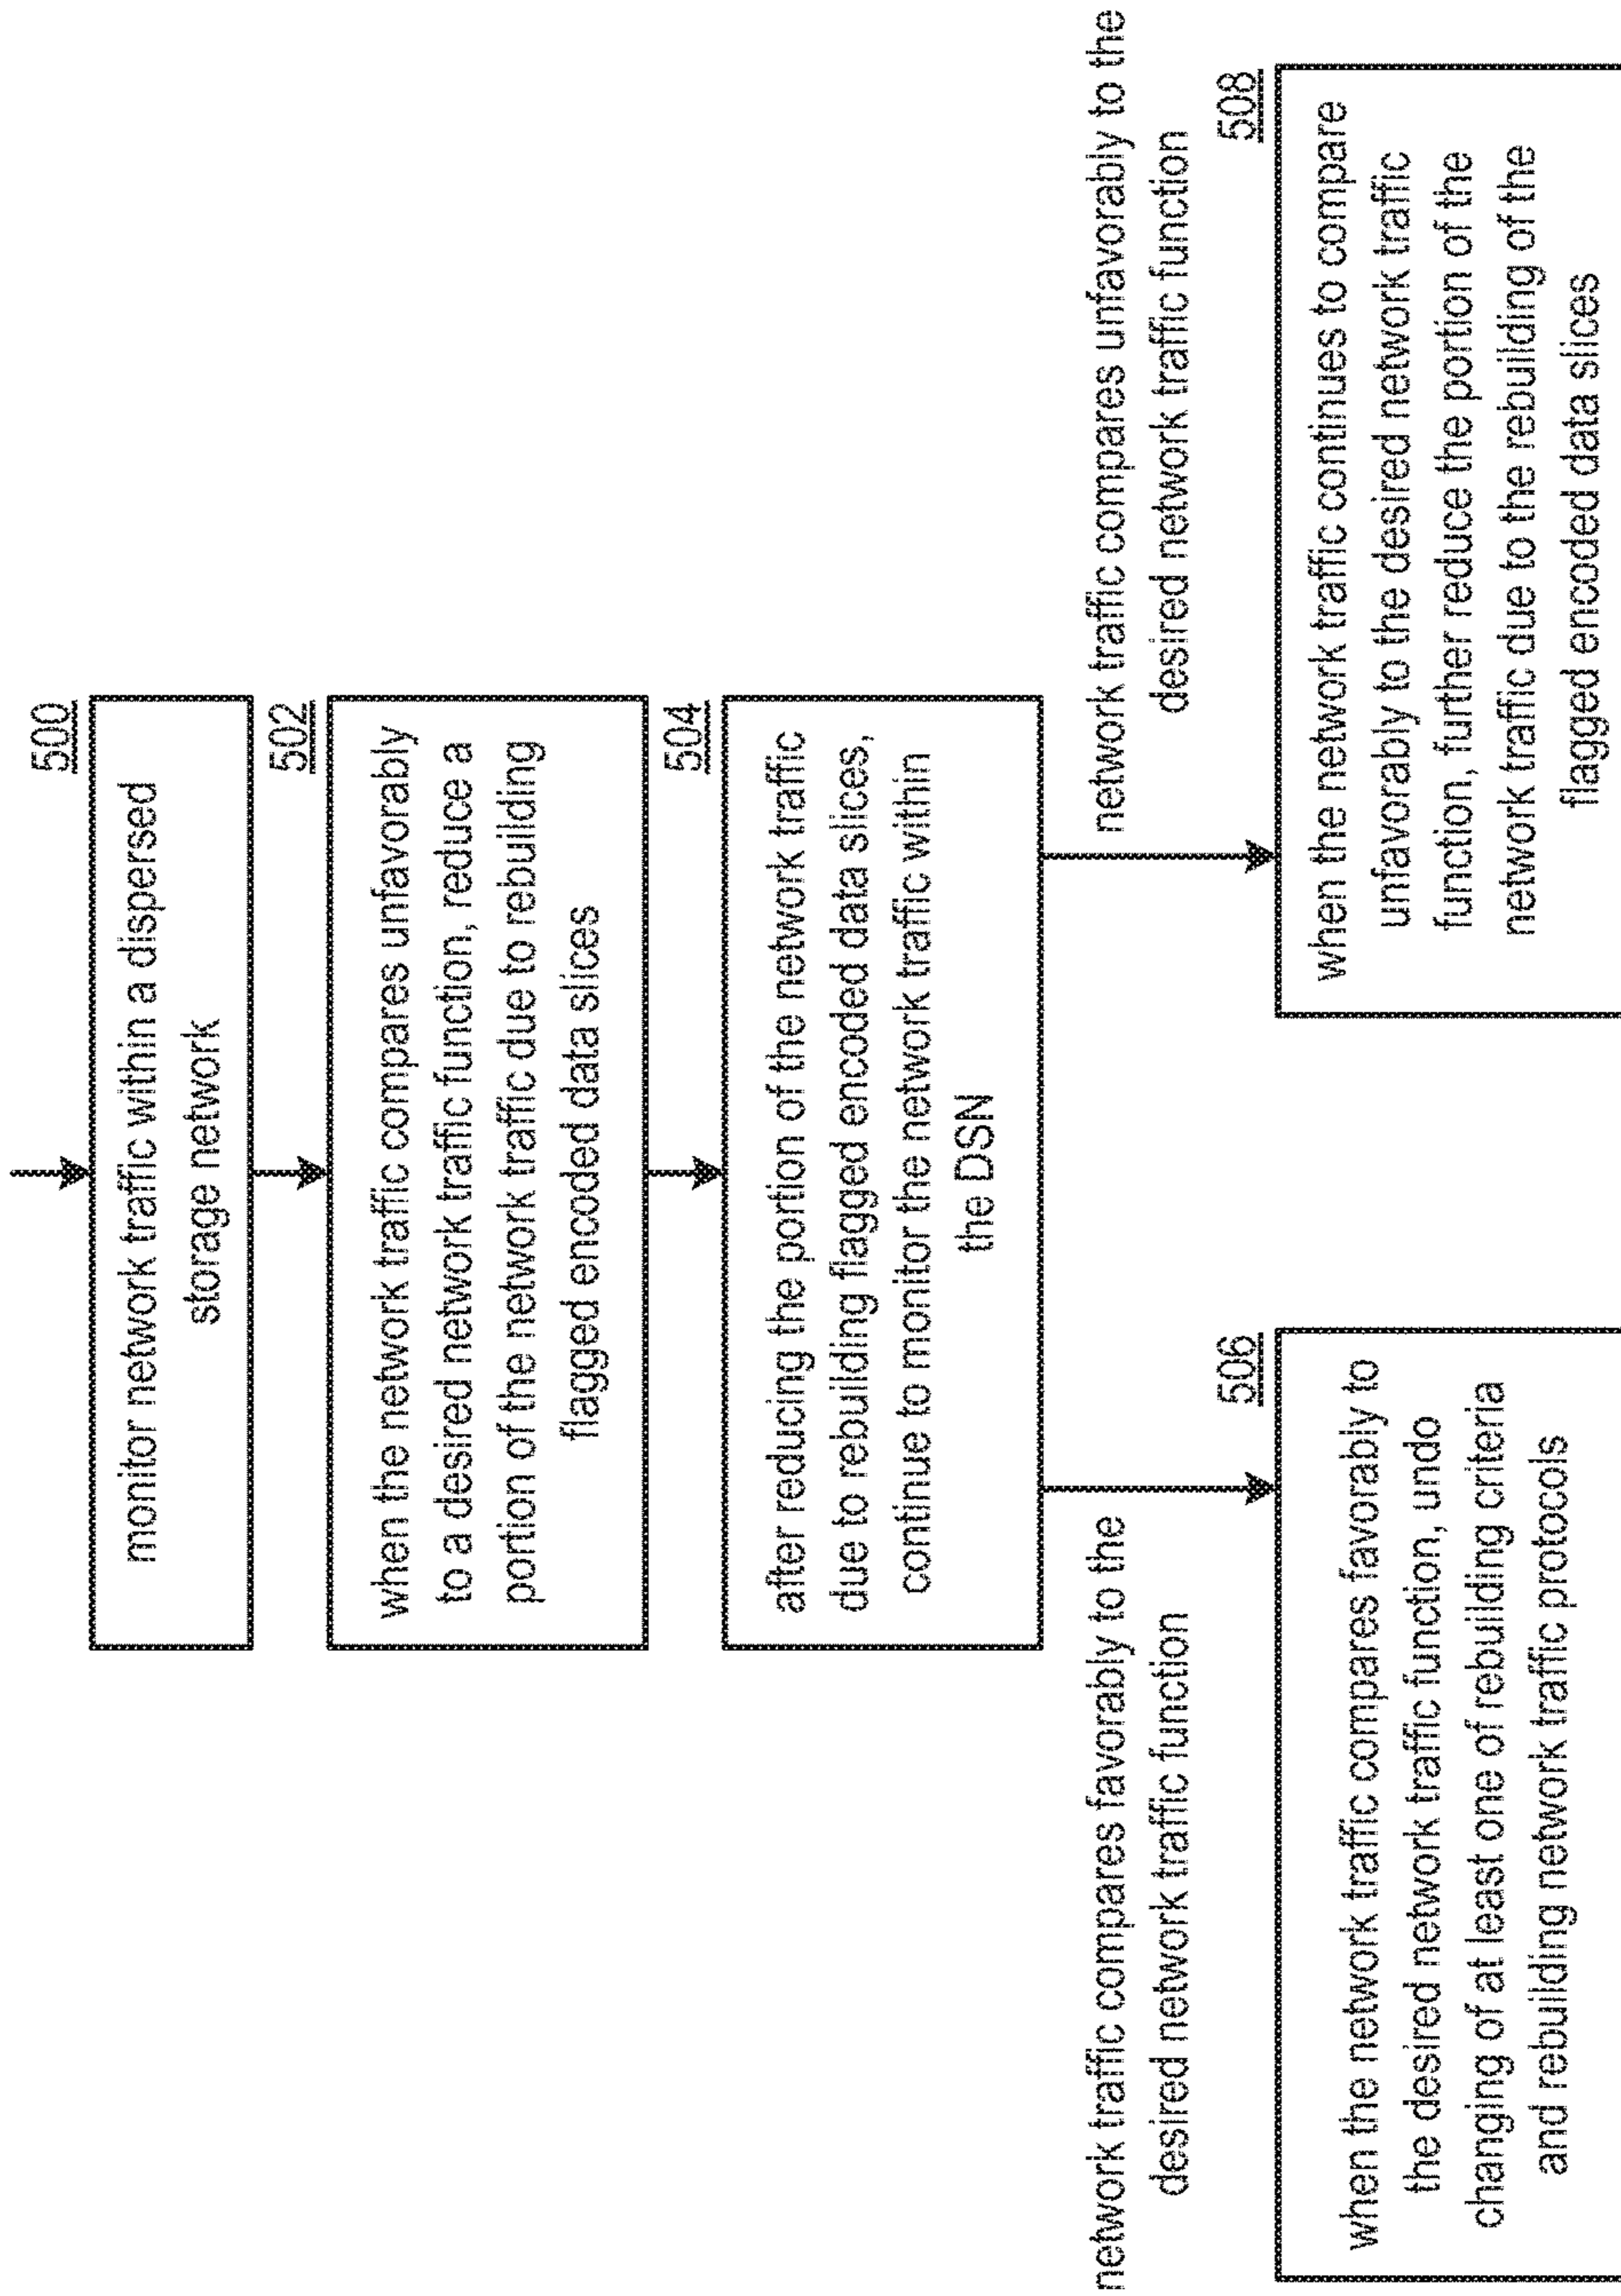 500
monitor network traffic within a dispersed
storage network
502
when the network traffic compares unfavorably
to a desired network traffic function, reduce a
portion of the network traffic due to rebuilding
flagged encoded data slices
504
after reducing the portion of the network traffic
due to rebuilding flagged encoded data slices,
continue to monitor the network traffic within
the DSN
network traffic compares favorably to the
desired network traffic function
network traffic compares unfavorably to the
desired network traffic function
506
when the network traffic compares favorably to
the desired network traffic function, undo
changing of at least one of rebuilding criteria
and rebuilding network traffic protocols
508
when the network traffic continues to compare
unfavorably to the desired network traffic
function, further reduce the portion of the
network traffic due to the rebuilding of the
flagged encoded data slices